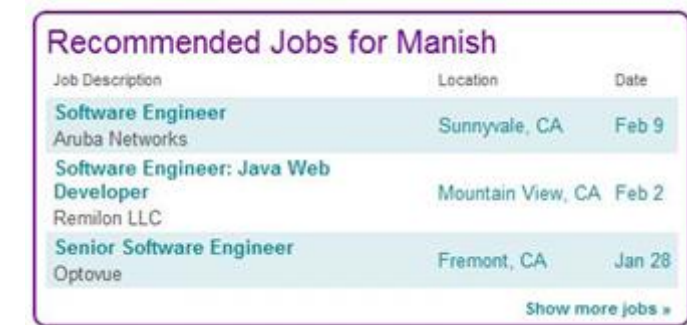 Recommended Jobs for Manish
Job Description Location Date
Software Engineer
Aruba Networks
Sunnyvale, CA Feb 9
Software Engineer: Java Web
Developer
Remilon LLC
Mountain View, CA Feb 2
Senior Software Engineer
Optovue
Fremont, CA Jan 28
Show more jobs »